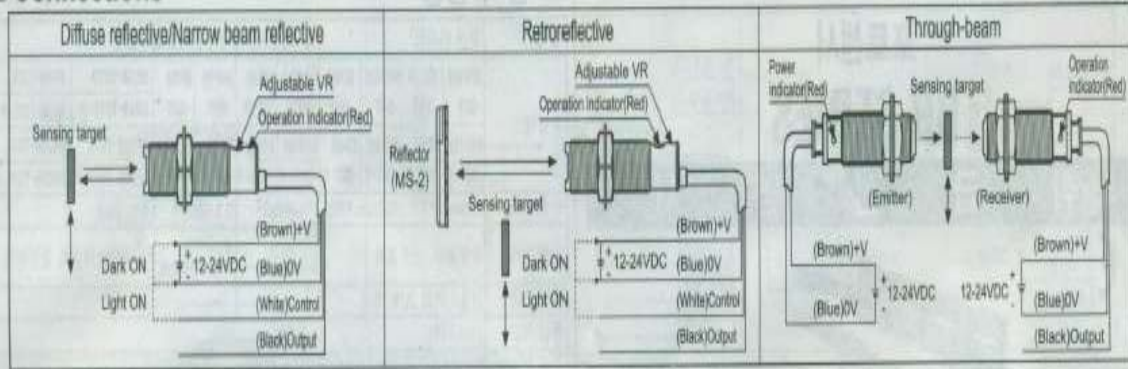 Connections
Diffuse reflective/Narrow beam reflective
Adjustable VR
Operation indicator(Red)
Sensing target
(Brown)+V
Dark ON
12-24VDC
(Blue)0V
Light ON
(White)Control
(Black)Output
Retroreflective
Adjustable VR
Operation indicator(Red)
Reflector
(MS-2)
Sensing target
(Brown)+V
Dark ON
12-24VDC
(Blue)0V
Light ON
(White)Control
(Black)Output
Through-beam
Power
indicator(Red)
Sensing target
Operation
indicator(Red)
(Emitter)
(Receiver)
(Brown)+V
12-24VDC
(Blue)0V
(Brown)+V
12-24VDC
(Blue)0V
(Black)Output